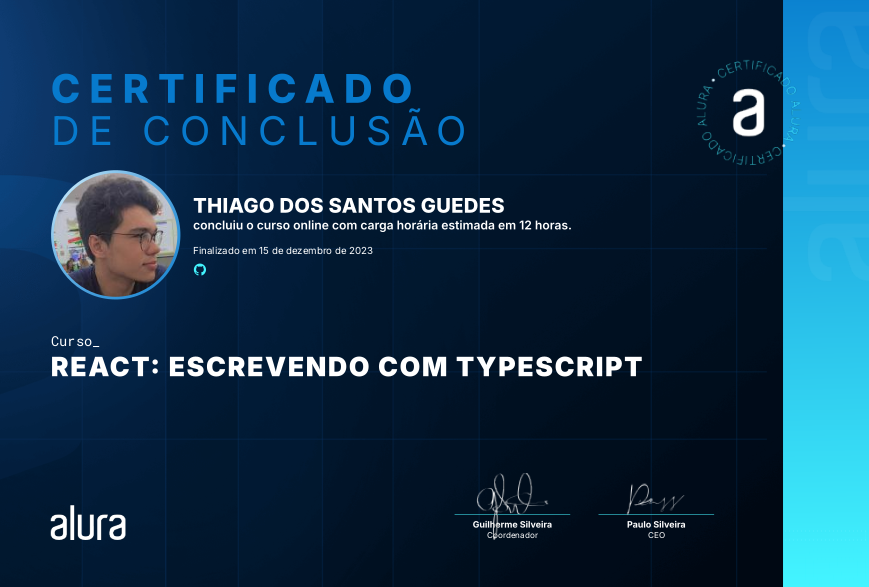 CERTIFICADO
DE CONCLUSÃO
CERTIFICADO ALURA • CERTIFICADO ALURA •
a
alura
THIAGO DOS SANTOS GUEDES
concluiu o curso online com carga horária estimada em 12 horas.
Finalizado em 15 de dezembro de 2023
Curso_
REACT: ESCREVENDO COM TYPESCRIPT
alura
Guilherme Silveira
Coordenador
Paulo Silveira
CEO